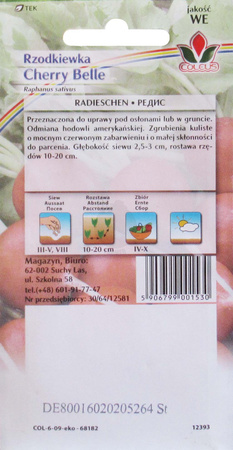 jakość
TEK
WE
Rzodkiewka
Cherry Belle
Raphanus sativus
RADIESCHEN • РЕДИС
Przeznaczona do uprawy pod osłonami lub w gruncie.
Odmiana hodowli amerykańskiej. Zgrubienia kuliste
o mocnym czerwonym zabarwieniu i o małej skłonności
do parcenia. Głębokość siewu 2,5-3 cm, rozstawa rzę-
dów 10-20 cm.
Siew Rozstawa Zbiór
Aussaat Abstand Ernte
Посев Расстояние Сбор
III-V, VIII 10-20 cm IV-X
Magazyn, Biuro:
62-002 Suchy Las,
ul. Szkolna 58
tel.(+48) 601-91-77-47
Nr przedsiębiorcy: 30/64/12581
5 906799 001530
DE80016020205264 St
COL-6-09-eko - 68182
12393